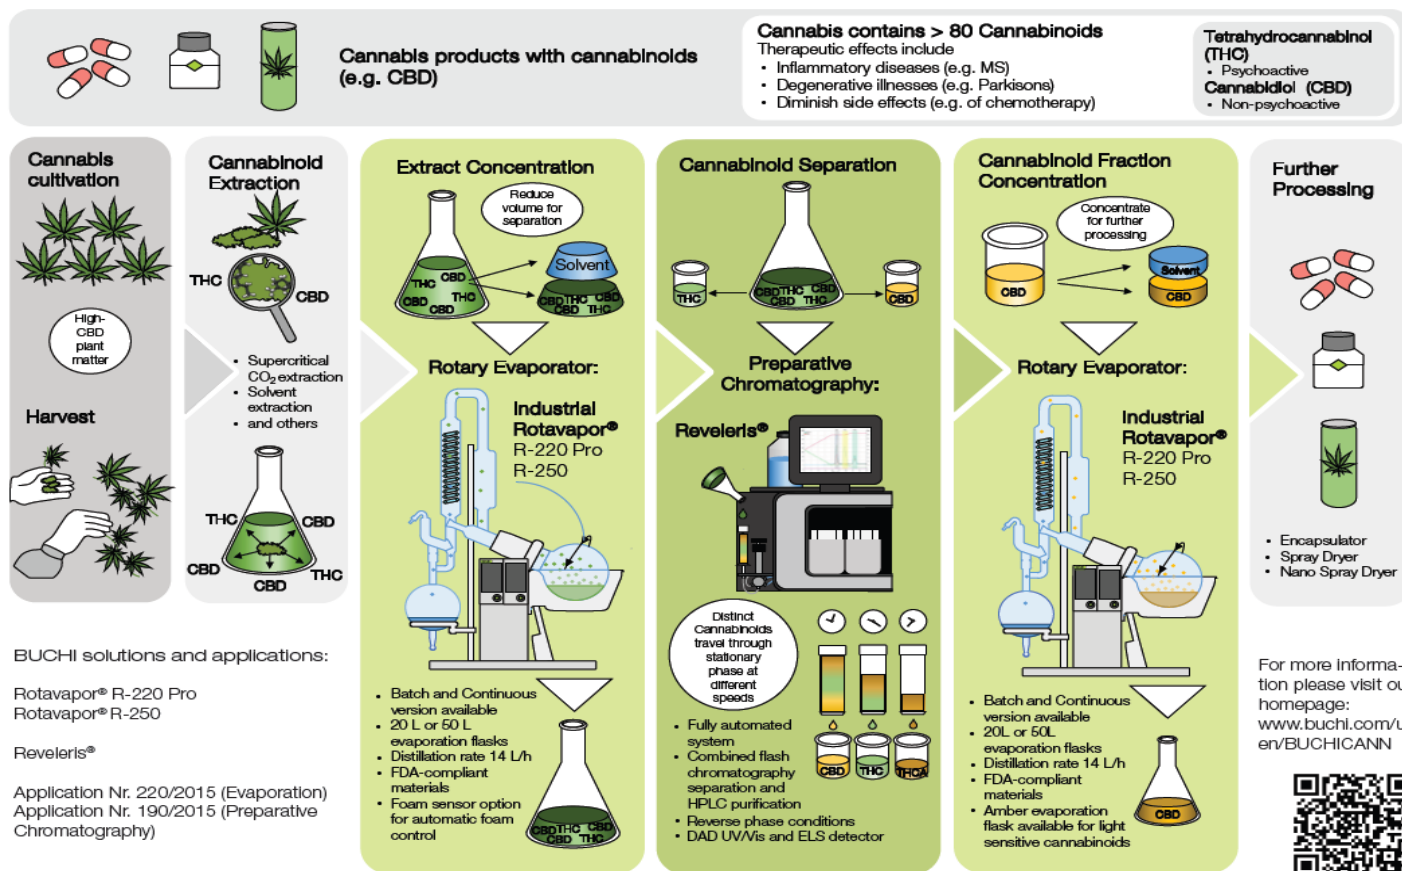 Cannabis products with cannabinoids
(e.g. CBD)
Cannabis contains > 80 Cannabinoids
Therapeutic effects include
• Inflammatory diseases (e.g. MS)
• Degenerative illnesses (e.g. Parkisons)
• Diminish side effects (e.g. of chemotherapy)
Tetrahydrocannabinol
(THC)
• Psychoactive
Cannabidiol (CBD)
• Non-psychoactive
Cannabis
cultivation
High-
CBD
plant
matter
Harvest
Cannabinoid
Extraction
THC
CBD
• Supercritical
CO₂ extraction
• Solvent
extraction
• and others
THC
CBD
CBD
CBD
THC
Extract Concentration
Reduce
volume for
separation
Solvent
THC
CBD
CBD
THC
CBD
CBD
THC
CBD
CBD
THC
Rotary Evaporator:
Industrial
Rotavapor®
R-220 Pro
R-250
• Batch and Continuous
version available
• 20 L or 50 L
evaporation flasks
• Distillation rate 14 L/h
• FDA-compliant
materials
• Foam sensor option
for automatic foam
control
CBD
THC
CBD
CBD
THC
Cannabinoid Separation
THC
CBD
THC
CBD
CBD
THC
CBD
Preparative
Chromatography:
Reveleris®
Distinct
Cannabinoids
travel through
stationary
phase at
different
speeds
• Fully automated
system
• Combined flash
chromatography
separation and
HPLC purification
• Reverse phase conditions
• DAD UV/Vis and ELS detector
CBD
THC
THCA
Cannabinoid Fraction
Concentration
Concentrate
for further
processing
CBD
Solvent
CBD
Rotary Evaporator:
Industrial
Rotavapor®
R-220 Pro
R-250
• Batch and Continuous
version available
• 20L or 50L
evaporation flasks
• Distillation rate 14 L/h
• FDA-compliant
materials
• Amber evaporation
flask available for light
sensitive cannabinoids
CBD
Further
Processing
• Encapsulator
• Spray Dryer
• Nano Spray Dryer
BUCHI solutions and applications:
Rotavapor® R-220 Pro
Rotavapor® R-250
Reveleris®
Application Nr. 220/2015 (Evaporation)
Application Nr. 190/2015 (Preparative
Chromatography)
For more informa-
tion please visit ou
homepage:
www.buchi.com/u
en/BUCHICANN